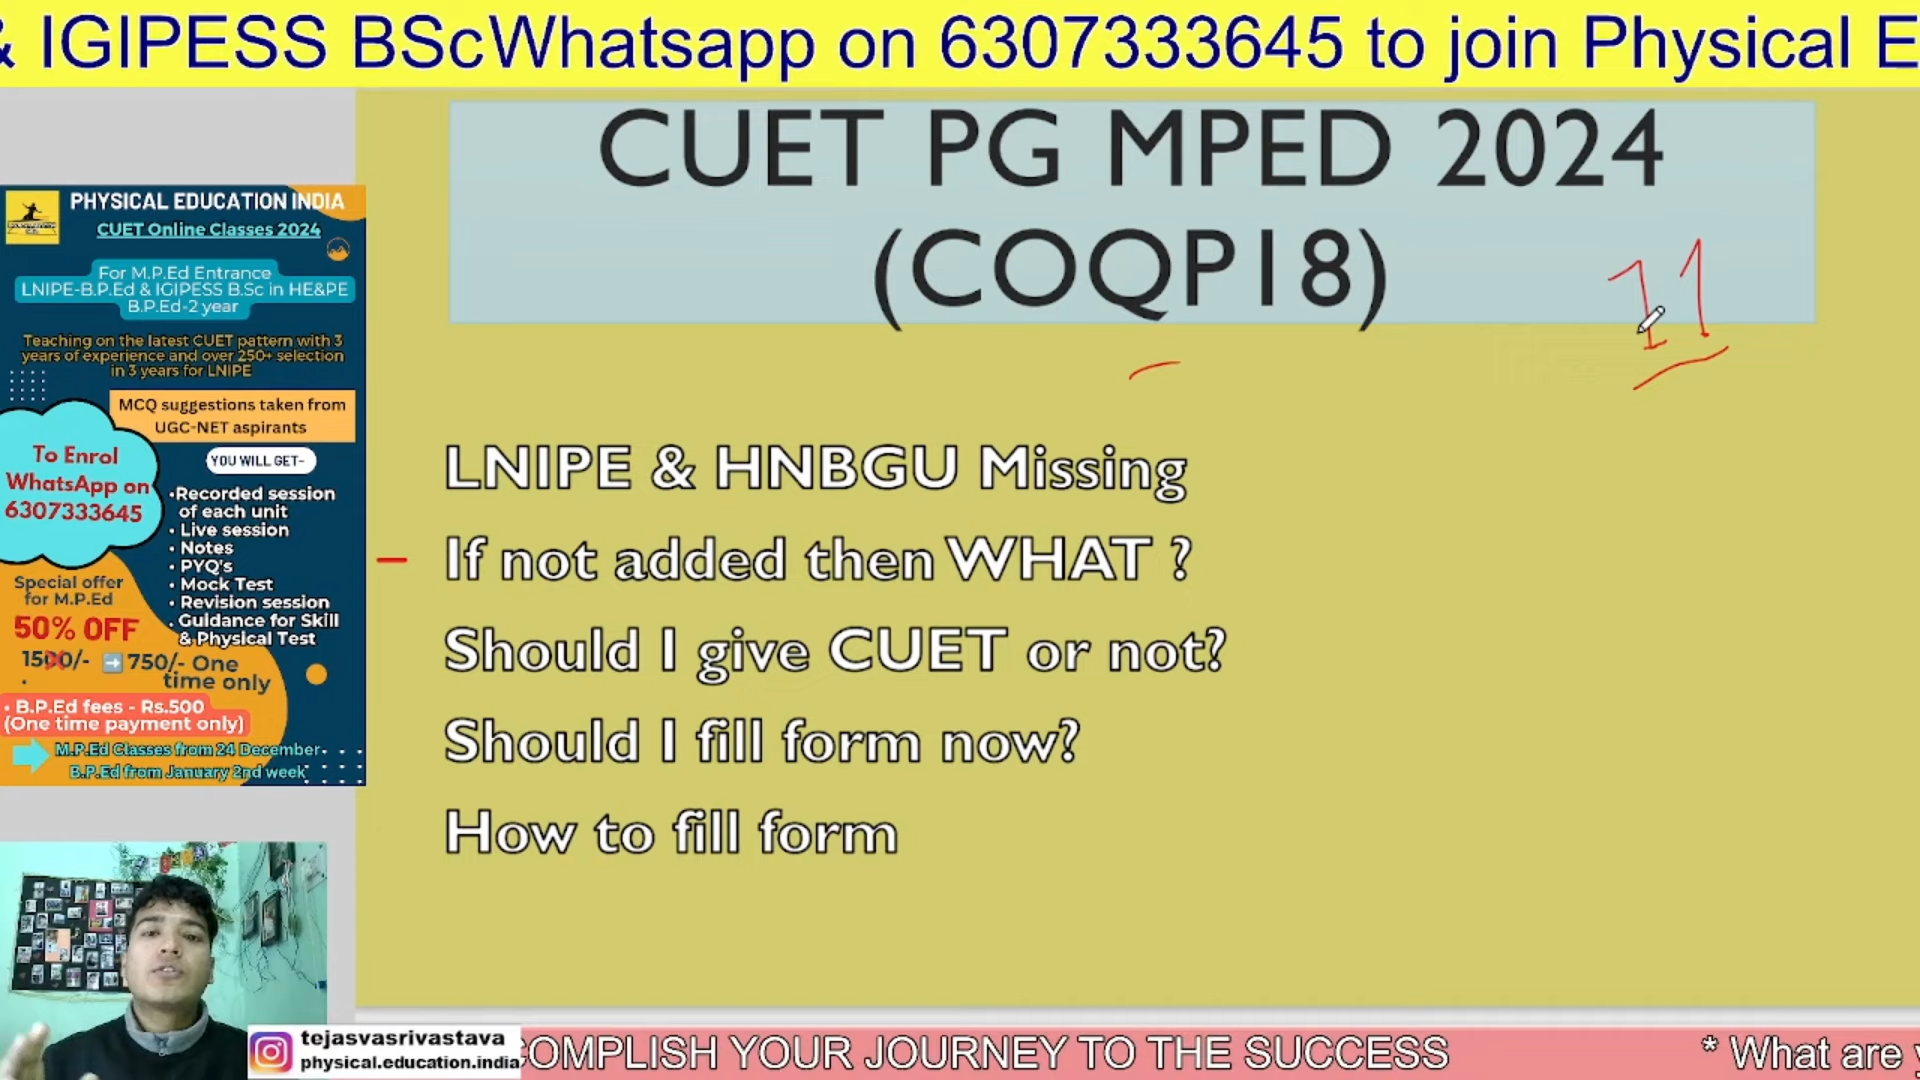 & IGIPESS BScWhatsapp on 6307333645 to join Physical E
CUET PG MPED 2024
(COQP18)
11
LNIPE & HNBGU Missing
If not added then WHAT ?
Should I give CUET or not?
Should I fill form now?
How to fill form
PHYSICAL EDUCATION INDIA
CUET Online Classes 2024
For M.P.Ed Entrance
LNIPE-B.P.Ed & IGIPESS B.Sc in HE&PE
B.P.Ed-2 year
Teaching on the latest CUET pattern with 3
years of experience and over 250+ selection
in 3 years for LNIPE
MCQ suggestions taken from
UGC-NET aspirants
To Enrol
WhatsApp on
6307333645
YOU WILL GET-
•Recorded session
of each unit
• Live session
• Notes
• PYQ's
• Mock Test
• Revision session
• Guidance for Skill
& Physical Test
Special offer
for M.P.Ed
50% OFF
1500/- ➡ 750/- One
time only
• B.P.Ed fees - Rs.500
(One time payment only)
M.P.Ed Classes from 24 December
B.P.Ed from January 2nd week
tejasvasrivastava
physical.education.india
COMPLISH YOUR JOURNEY TO THE SUCCESS * What are y